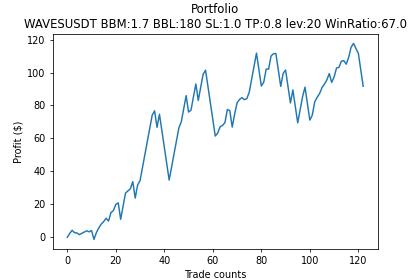 Portfolio
WAVESUSDT BBM:1.7 BBL:180 SL:1.0 TP:0.8 lev:20 WinRatio:67.0
120
100
80
60
40
20
0
Profit ($)
0 20 40 60 80 100 120
Trade counts